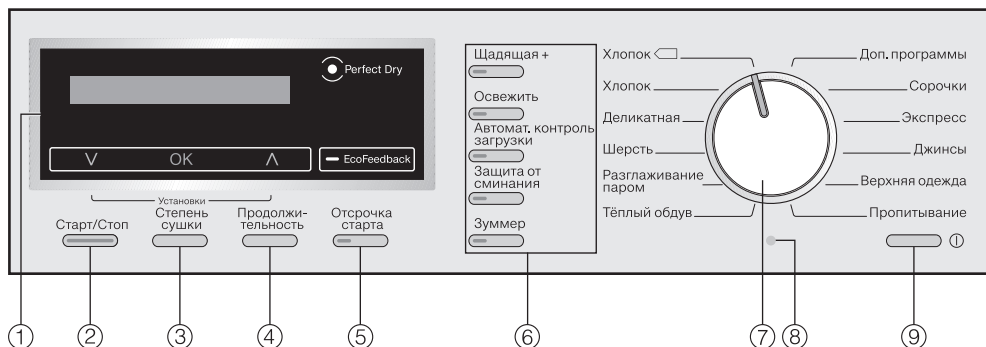 Perfect Dry
OK
EcoFeedback
Установки
Старт/Стоп
Степень
сушки
Продолжи-
тельность
Отсрочка
старта
Щадящая +
Освежить
Автомат. контроль
загрузки
Защита от
сминания
Зуммер
Хлопок
Хлопок
Деликатная
Шерсть
Разглаживание
паром
Тёплый обдув
Доп. программы
Сорочки
Экспресс
Джинсы
Верхняя одежда
Пропитывание
1
2
3
4
5
6
7
8
9